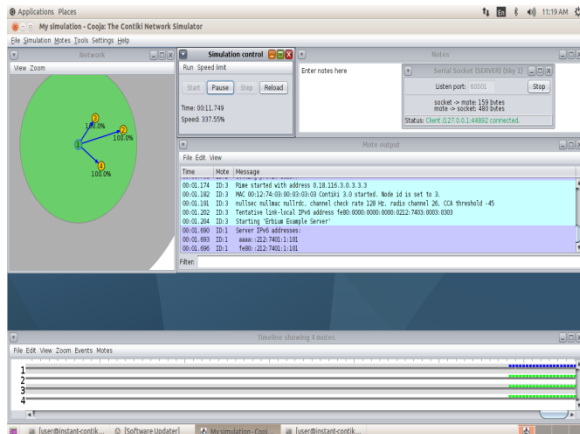 Applications Places
En
11:19 AM
My simulation - Cooja: The Contiki Network Simulator
File Simulation Motes Tools Settings Help
Network
View Zoom
100.0%
100.0%
100.0%
1
3
2
4
Simulation control
Run Speed limit
Start Pause Step Reload
Time: 00:11.749
Speed: 337.55%
Notes
Enter notes here
Serial Socket (SERVER) (Sky 1)
Listen port: 60001 Stop
socket -> mote: 159 bytes
mote -> socket: 480 bytes
Status: Client /127.0.0.1:48892 connected.
Mote output
File Edit View
Time Mote Message
00:01.174 ID:3 Rime started with address 0.18.116.3.0.3.3.3
00:01.182 ID:3 MAC 00:12:74:03:00:03:03:03 Contiki 3.0 started. Node id is set to 3.
00:01.191 ID:3 nullsec nullmac nullrdc, channel check rate 128 Hz, radio channel 26, CCA threshold -45
00:01.202 ID:3 Tentative link-local IPv6 address fe80:0000:0000:0000:0212:7403:0003:0303
00:01.204 ID:3 Starting 'Erbium Example Server'
00:01.690 ID:1 Server IPv6 addresses:
00:01.693 ID:1 aaaa::212:7401:1:101
00:01.696 ID:1 fe80::212:7401:1:101
Filter:
Timeline showing 4 motes
File Edit View Zoom Events Motes
1
2
3
4
[user@instant-contik... [Software Updater] My simulation - Cooj... [user@instant-contik...